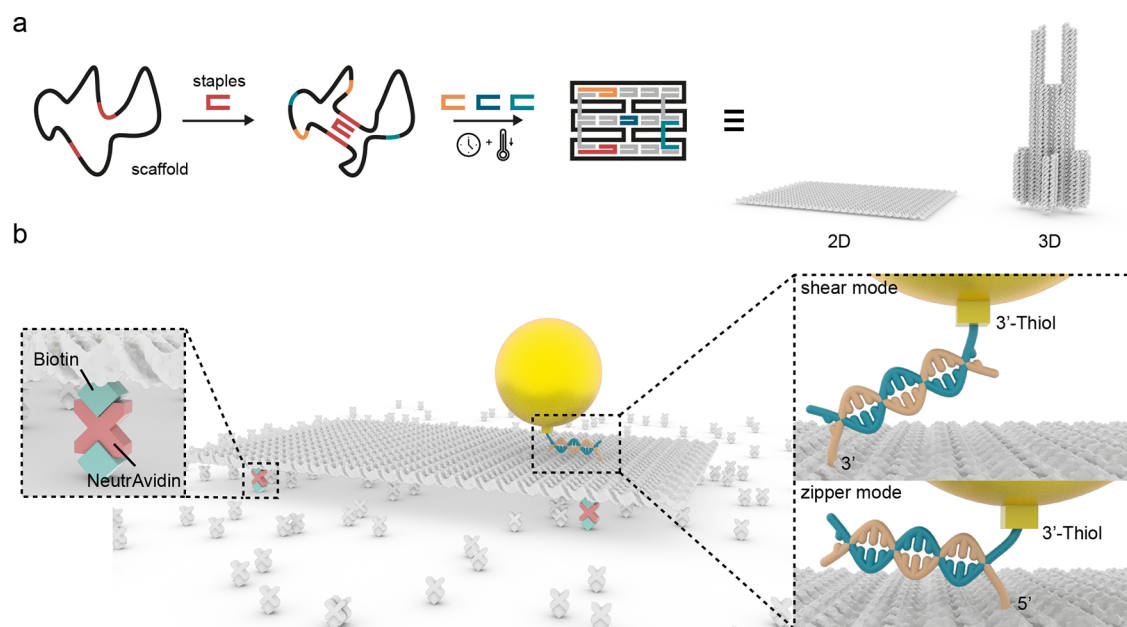 a
staples
scaffold
+
≡
2D
3D
b
Biotin
NeutrAvidin
shear mode
3’-Thiol
3’
zipper mode
3’-Thiol
5’